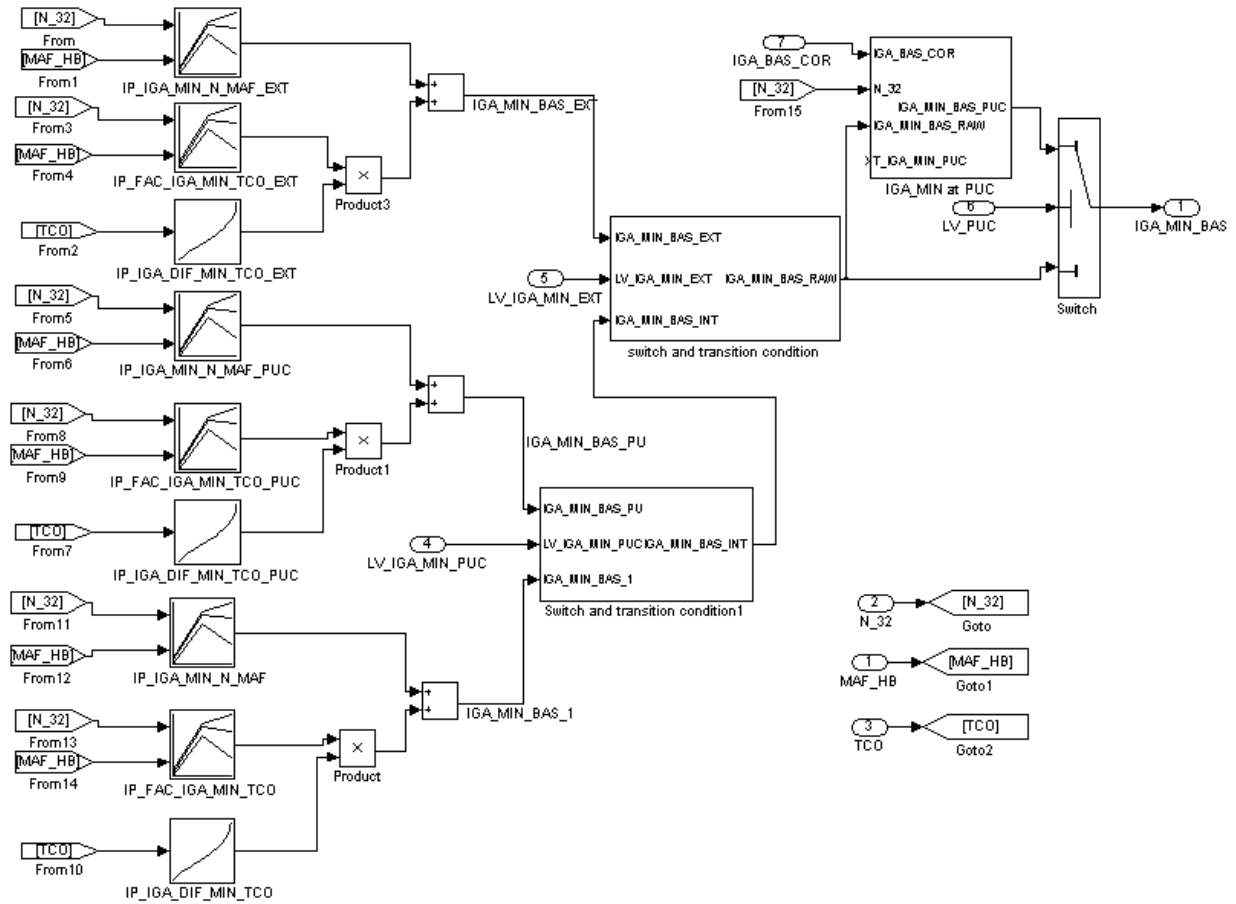 [N_32]
From
[MAF_HB]
From1
IP_IGA_MIN_N_MAF_EXT
[N_32]
From3
[MAF_HB]
From4
IP_FAC_IGA_MIN_TCO_EXT
×
Product3
[TCO]
From2
IP_IGA_DIF_MIN_TCO_EXT
+
+
IGA_MIN_BAS_EXT
[N_32]
From5
[MAF_HB]
From6
IP_IGA_MIN_N_MAF_PUC
[N_32]
From8
MAF_HB]
From9
IP_FAC_IGA_MIN_TCO_PUC
×
Product1
[TCO]
From7
IP_IGA_DIF_MIN_TCO_PUC
+
+
IGA_MIN_BAS_PU
[N_32]
From11
MAF_HB]
From12
IP_IGA_MIN_N_MAF
[N_32]
From13
[MAF_HB]
From14
IP_FAC_IGA_MIN_TCO
×
Product
[TCO]
From10
IP_IGA_DIF_MIN_TCO
+
+
IGA_MIN_BAS_1
4
LV_IGA_MIN_PUC
IGA_MIN_BAS_PU
LV_IGA_MIN_PUC IGA_MIN_BAS_INT
IGA_MIN_BAS_1
Switch and transition condition1
5
LV_IGA_MIN_EXT
IGA_MIN_BAS_EXT
LV_IGA_MIN_EXT IGA_MIN_BAS_RAW
IGA_MIN_BAS_INT
switch and transition condition
7
IGA_BAS_COR
[N_32]
From15
IGA_BAS_COR
N_32
IGA_MIN_BAS_PUC
IGA_MIN_BAS_RAW
T_IGA_MIN_PUC
IGA_MIN at PUC
6
LV_PUC
Switch
1
IGA_MIN_BAS
2
N_32
[N_32]
Goto
1
MAF_HB
[MAF_HB]
Goto1
3
TCO
[TCO]
Goto2